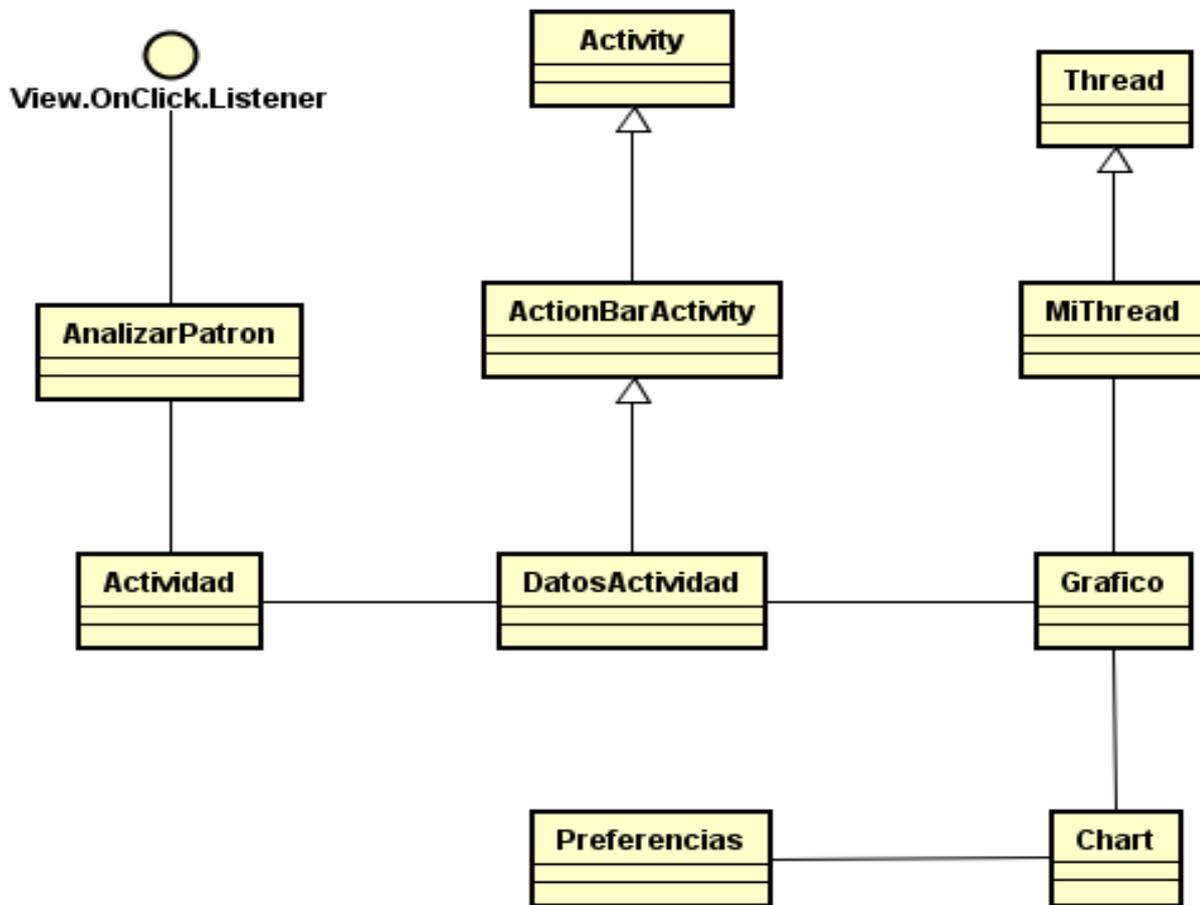 Activity
Thread
View.OnClick.Listener
ActionBarActivity
MiThread
AnalizarPatron
Actividad
DatosActividad
Grafico
Preferencias
Chart